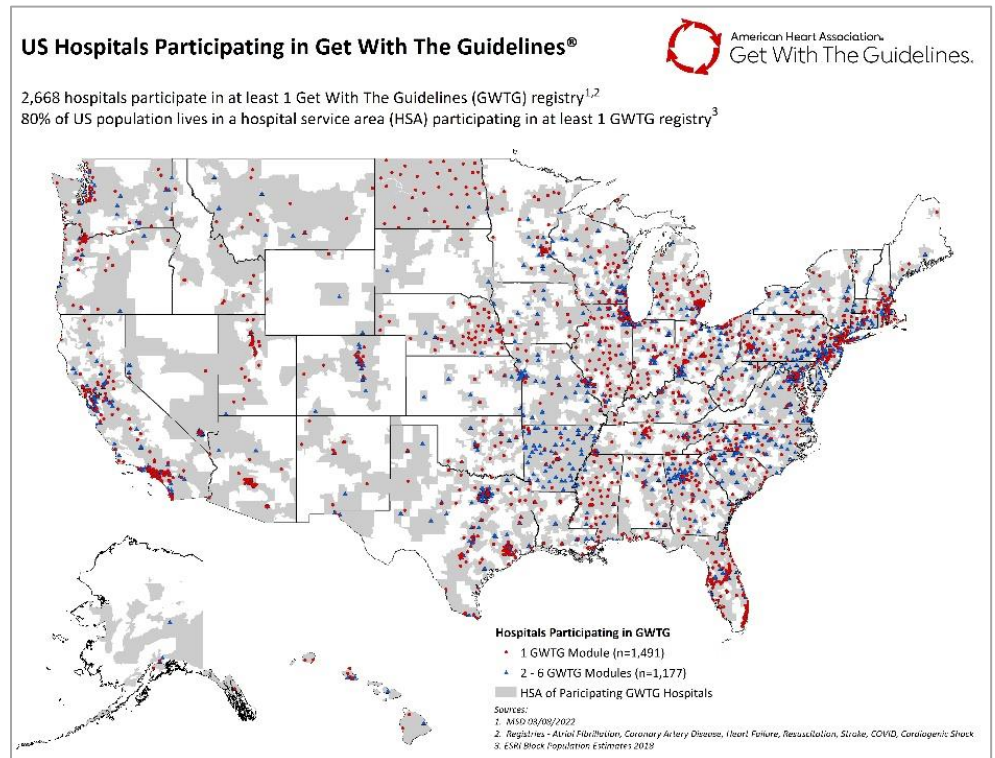 US Hospitals Participating in Get With The Guidelines®
American Heart Association®
Get With The Guidelines.
2,668 hospitals participate in at least 1 Get With The Guidelines (GWTG) registry1,2
80% of US population lives in a hospital service area (HSA) participating in at least 1 GWTG registry3
Hospitals Participating in GWTG
1 GWTG Module (n=1,491)
2 - 6 GWTG Modules (n=1,177)
HSA of Paricipating GWTG Hospitals
Sources:
1. MSD 03/08/2022
2. Registries - Atrial Fibrillation, Coronary Artery Disease, Heart Failure, Resuscitation, Stroke, COVID, Cardiogenic Shock
3. ESRI Block Population Estimates 2018